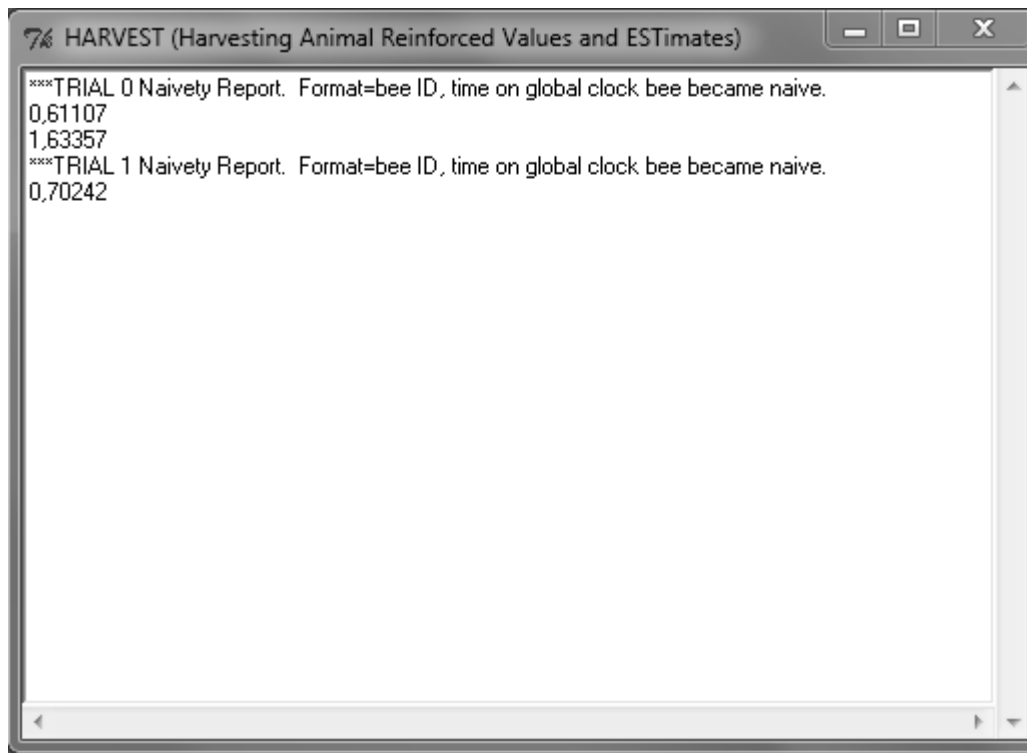 HARVEST (Harvesting Animal Reinforced Values and ESTimates)
***TRIAL 0 Naivety Report.  Format=bee ID, time on global clock bee became naive.
0,61107
1,63357
***TRIAL 1 Naivety Report.  Format=bee ID, time on global clock bee became naive.
0,70242